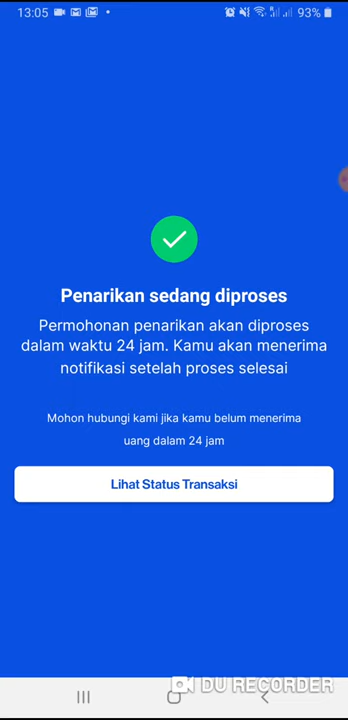 13:05
93%
Penarikan sedang diproses
Permohonan penarikan akan diproses
dalam waktu 24 jam. Kamu akan menerima
notifikasi setelah proses selesai
Mohon hubungi kami jika kamu belum menerima
uang dalam 24 jam
Lihat Status Transaksi
DU RECORDER